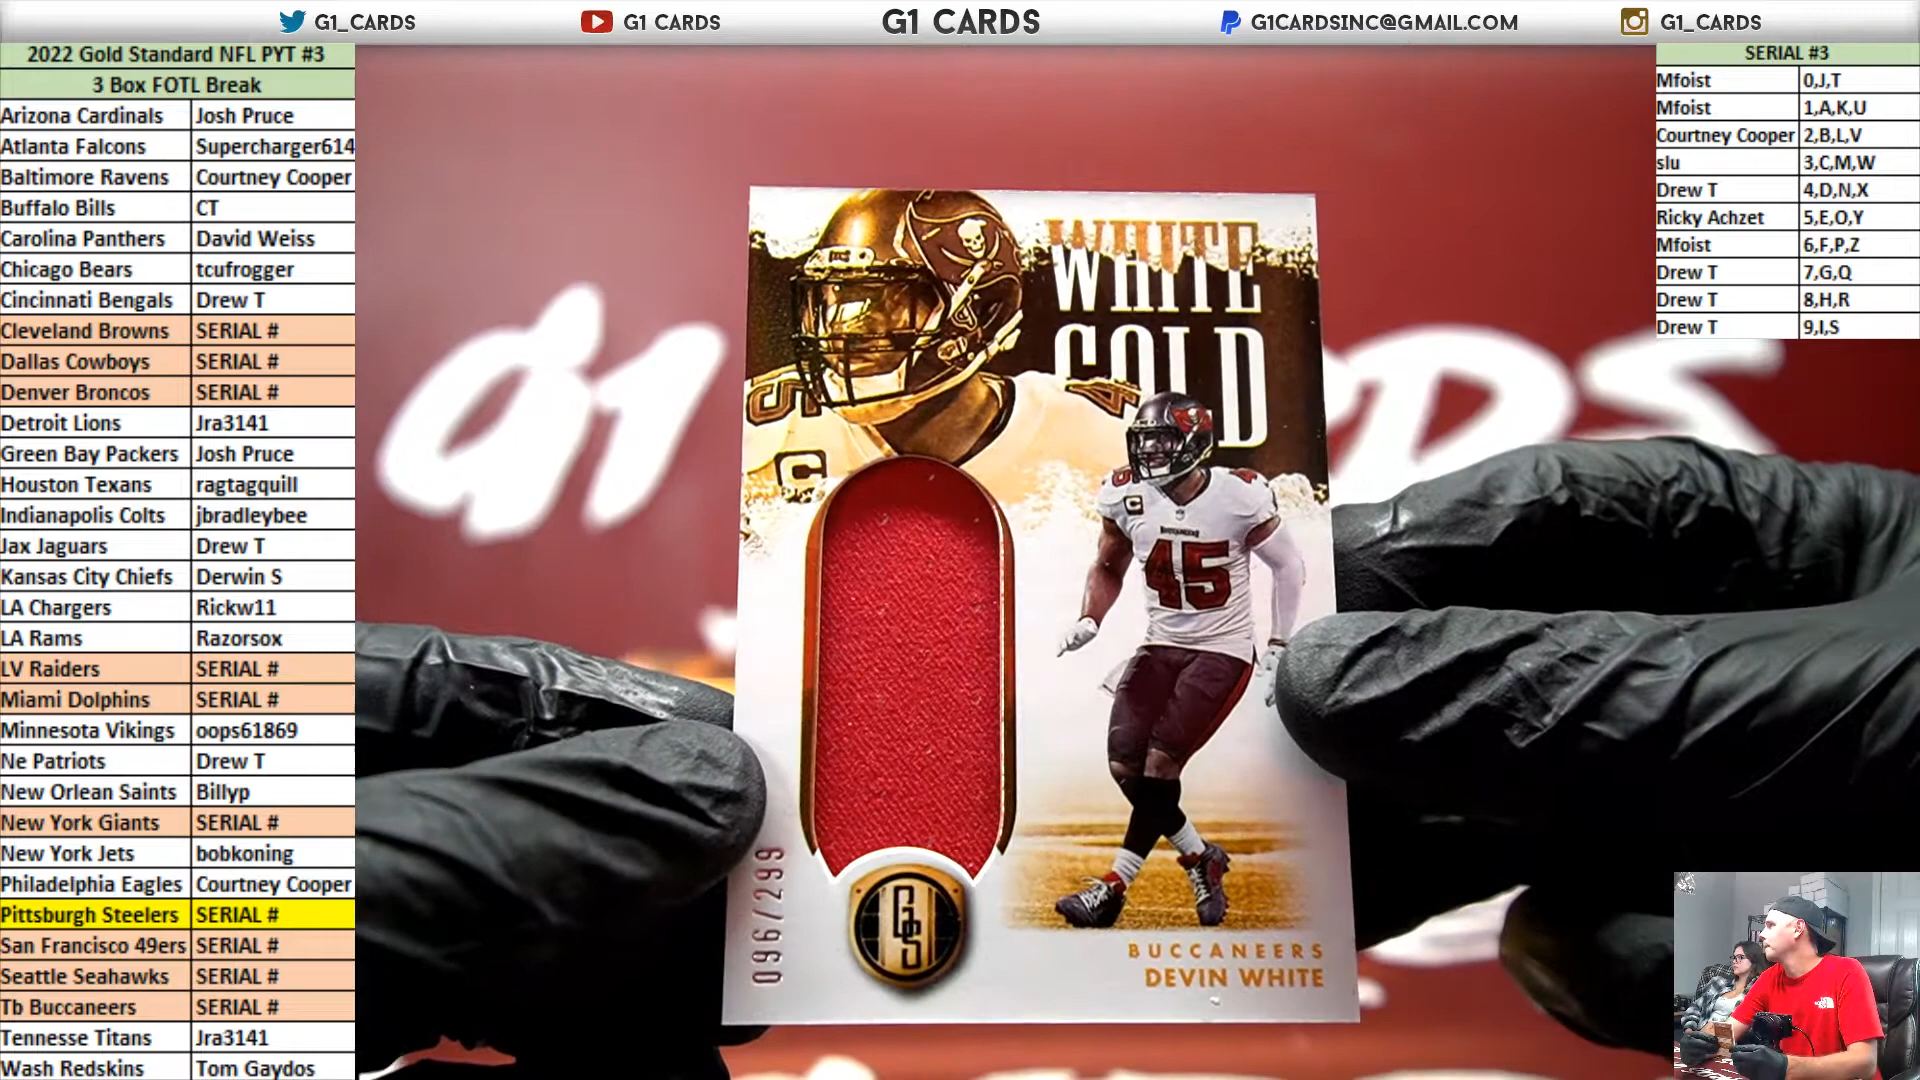 G1_CARDS G1 CARDS G1 CARDS G1CARDSINC@GMAIL.COM G1_CARDS
2022 Gold Standard NFL PYT #3
3 Box FOTL Break
Arizona Cardinals Josh Pruce
Atlanta Falcons Supercharger614
Baltimore Ravens Courtney Cooper
Buffalo Bills CT
Carolina Panthers David Weiss
Chicago Bears tcufrogger
Cincinnati Bengals Drew T
Cleveland Browns SERIAL #
Dallas Cowboys SERIAL #
Denver Broncos SERIAL #
Detroit Lions Jra3141
Green Bay Packers Josh Pruce
Houston Texans ragtagquill
Indianapolis Colts jbradleybee
Jax Jaguars Drew T
Kansas City Chiefs Derwin S
LA Chargers Rickw11
LA Rams Razorsox
LV Raiders SERIAL #
Miami Dolphins SERIAL #
Minnesota Vikings oops61869
Ne Patriots Drew T
New Orlean Saints Billyp
New York Giants SERIAL #
New York Jets bobkoning
Philadelphia Eagles Courtney Cooper
Pittsburgh Steelers SERIAL #
San Francisco 49ers SERIAL #
Seattle Seahawks SERIAL #
Tb Buccaneers SERIAL #
Tennesse Titans Jra3141
Wash Redskins Tom Gaydos
SERIAL #3
Mfoist 0,J,T
Mfoist 1,A,K,U
Courtney Cooper 2,B,L,V
slu 3,C,M,W
Drew T 4,D,N,X
Ricky Achzet 5,E,O,Y
Mfoist 6,F,P,Z
Drew T 7,G,Q
Drew T 8,H,R
Drew T 9,I,S
WHITE
WHITE
GOLD
C
45
BUCCANEERS
45
GS
096/299
BUCCANEERS
DEVIN WHITE
G1